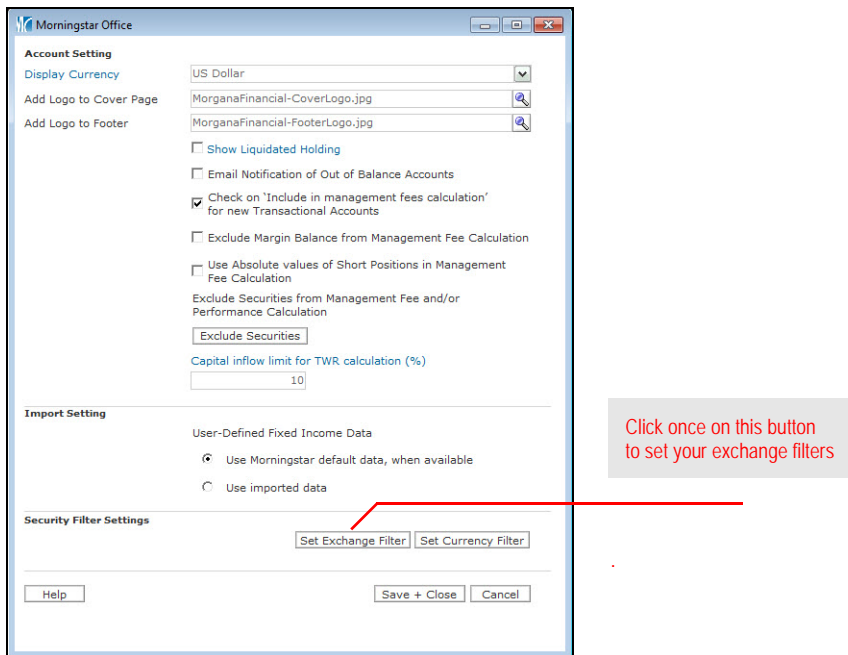 Morningstar Office
Account Setting
Display Currency
US Dollar
Add Logo to Cover Page
MorganaFinancial-CoverLogo.jpg
Add Logo to Footer
MorganaFinancial-FooterLogo.jpg
Show Liquidated Holding
Email Notification of Out of Balance Accounts
Check on ‘Include in management fees calculation’
for new Transactional Accounts
Exclude Margin Balance from Management Fee Calculation
Use Absolute values of Short Positions in Management
Fee Calculation
Exclude Securities from Management Fee and/or
Performance Calculation
Exclude Securities
Capital inflow limit for TWR calculation (%)
10
Import Setting
User-Defined Fixed Income Data
Use Morningstar default data, when available
Use imported data
Security Filter Settings
Set Exchange Filter
Set Currency Filter
Help
Save + Close
Cancel
Click once on this button
to set your exchange filters
.